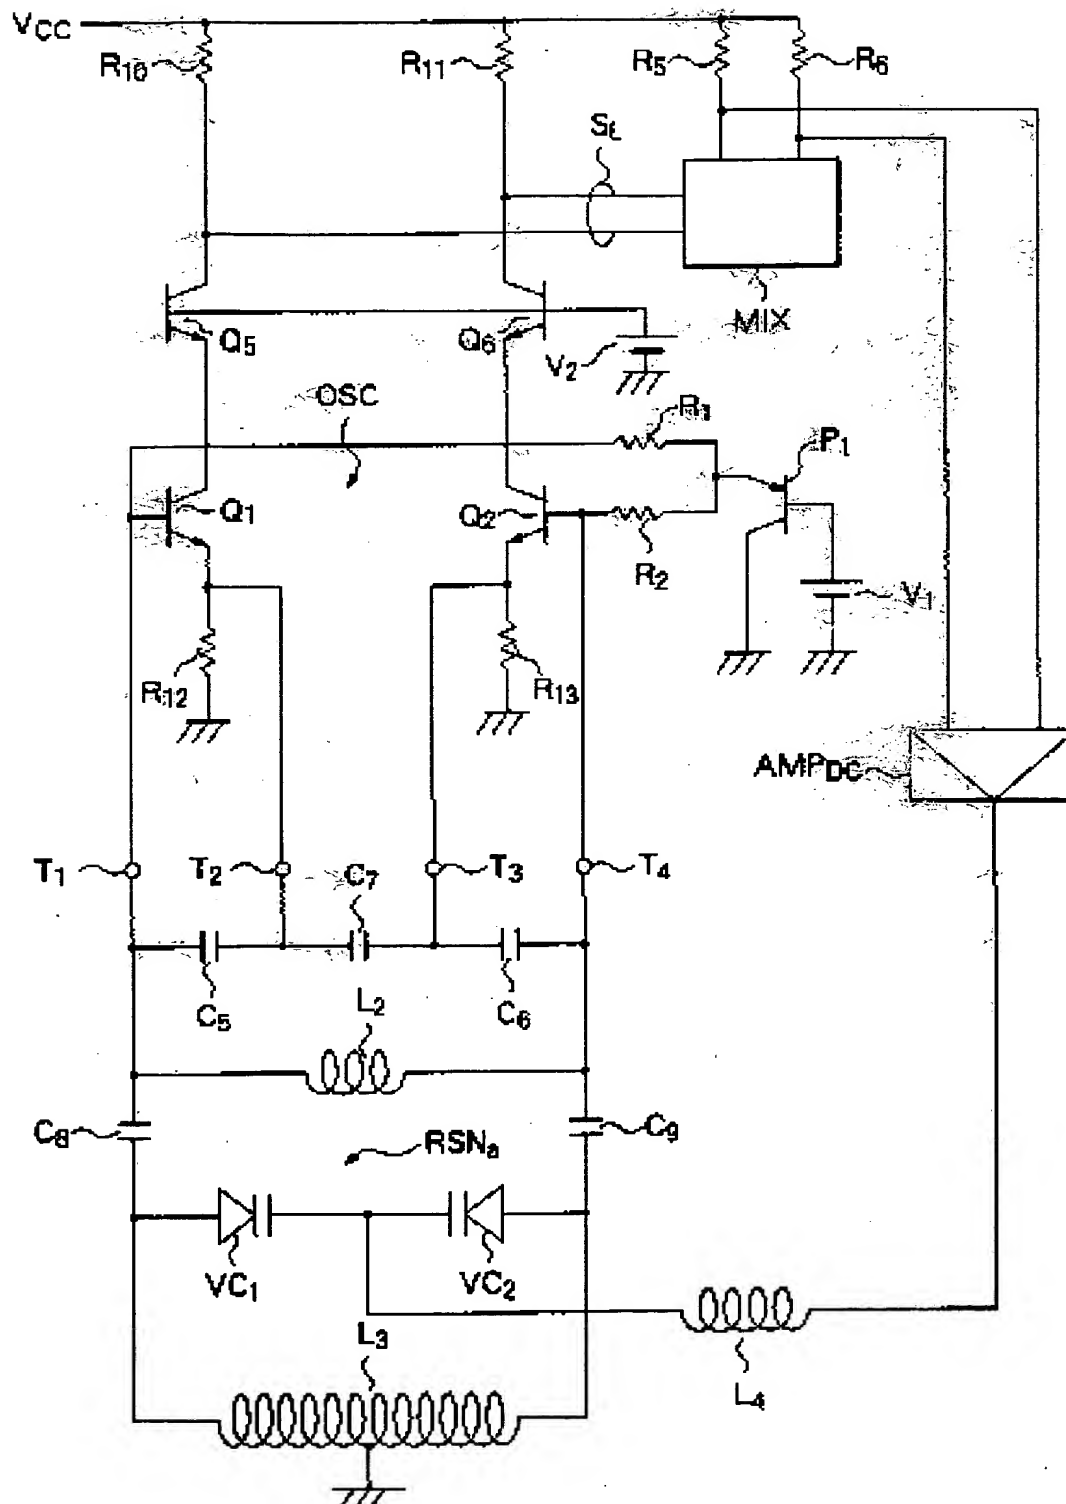 VCC
R10 R11 R5 R6
SL
MIX
Q5 Q6 V2
OSC R1
P1
Q1 Q2
R2
V1
R12 R13
AMPDC
T1 T2 T3 T4
C7
C5 C6
L2
C8 C9
RSNa
VC1 VC2
L3
L4